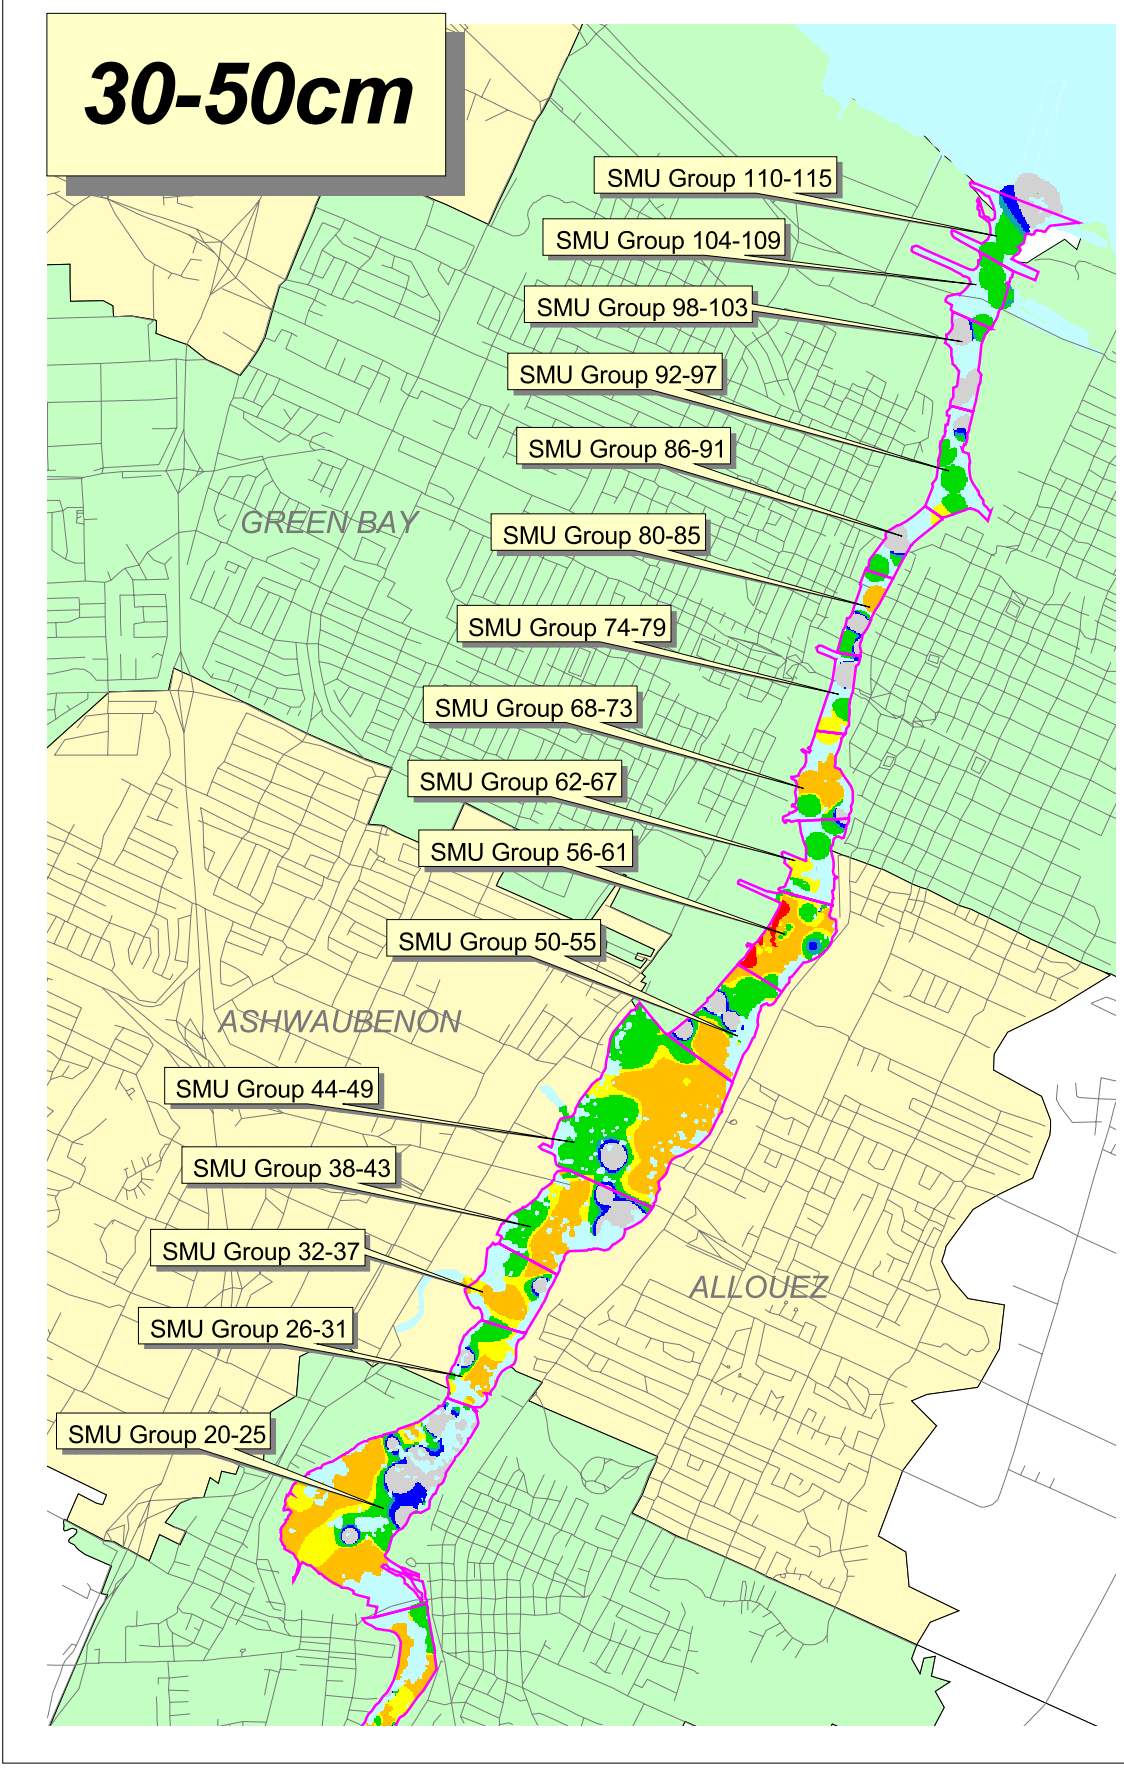 30-50cm
SMU Group 110-115
SMU Group 104-109
SMU Group 98-103
SMU Group 92-97
SMU Group 86-91
GREEN BAY
SMU Group 80-85
SMU Group 74-79
SMU Group 68-73
SMU Group 62-67
SMU Group 56-61
SMU Group 50-55
ASHWAUBENON
SMU Group 44-49
SMU Group 38-43
SMU Group 32-37
ALLOUEZ
SMU Group 26-31
SMU Group 20-25